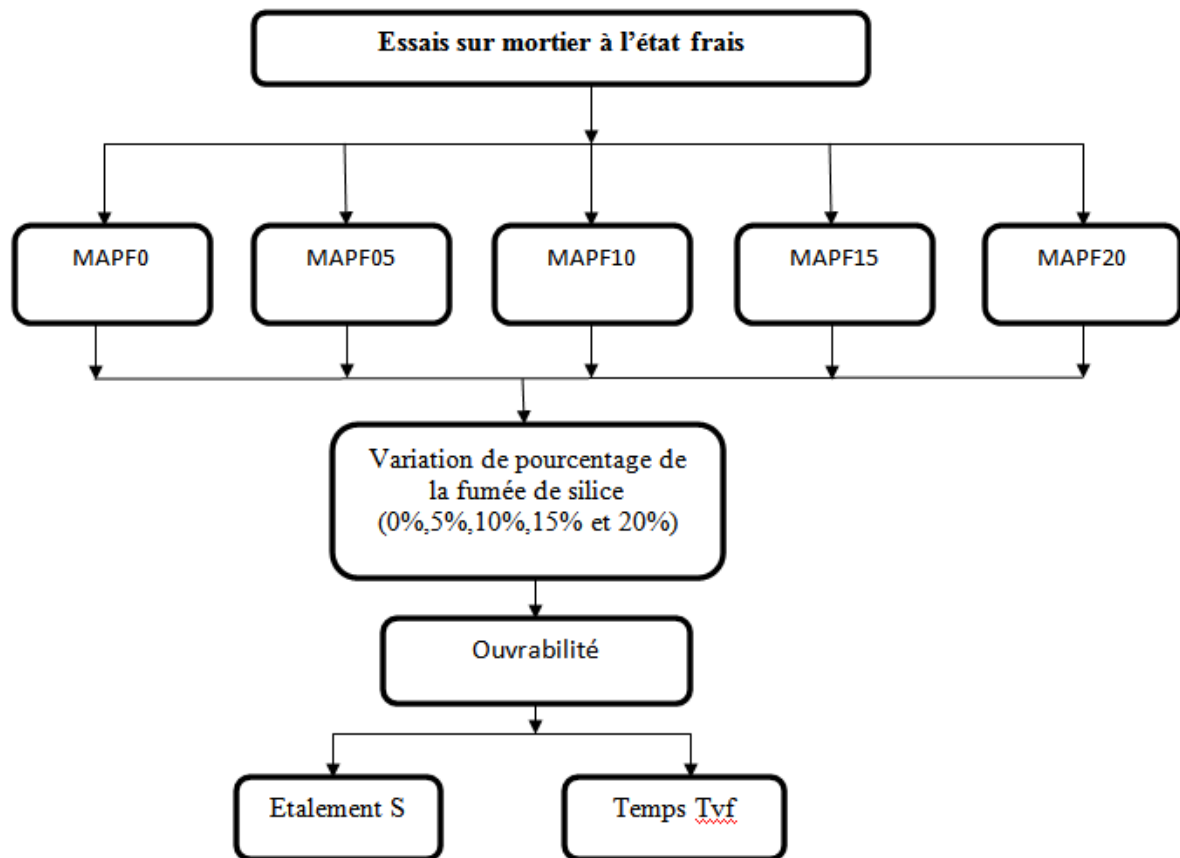 Essais sur mortier à l’état frais
MAPF0
MAPF05
MAPF10
MAPF15
MAPF20
Variation de pourcentage de
la fumée de silice
(0%,5%,10%,15% et 20%)
Ouvrabilité
Etalement S
Temps Tvf